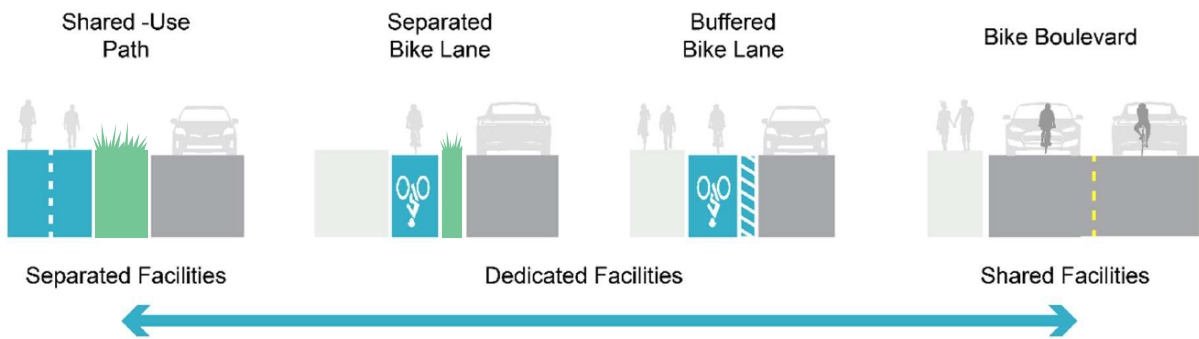 Shared -Use
Path
Separated
Bike Lane
Buffered
Bike Lane
Bike Boulevard
Separated Facilities
Dedicated Facilities
Shared Facilities